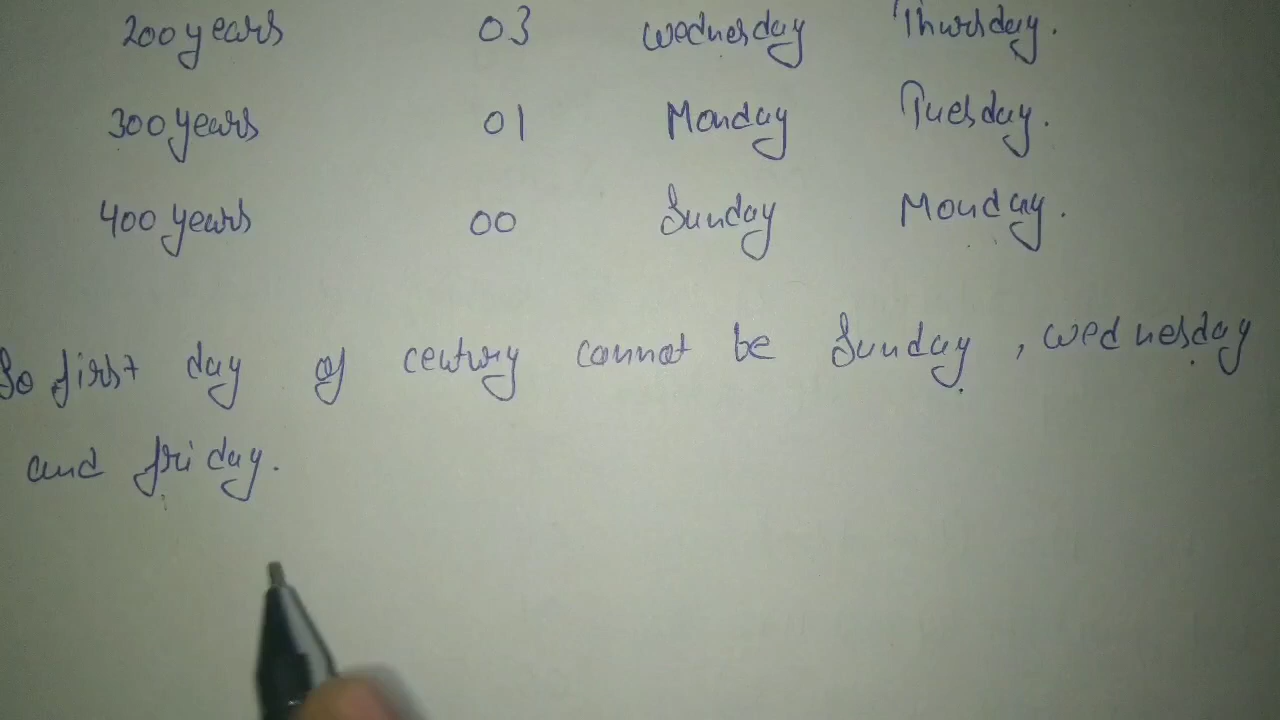 200 years 03 Wednesday Thursday.
300 years 01 Monday Tuesday.
400 years 00 Sunday Monday.
So first day of century cannot be Sunday, Wednesday
and friday.